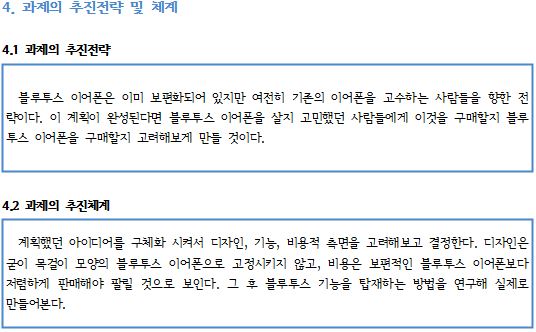 4. 과제의 추진전략 및 체계
4.1 과제의 추진전략
블루투스 이어폰은 이미 보편화되어 있지만 여전히 기존의 이어폰을 고수하는 사람들을 향한 전
략이다. 이 계획이 완성된다면 블루투스 이어폰을 살지 고민했던 사람들에게 이것을 구매할지 블루
투스 이어폰을 구매할지 고려해보게 만들 것이다.
4.2 과제의 추진체계
계획했던 아이디어를 구체화 시켜서 디자인, 기능, 비용적 측면을 고려해보고 결정한다. 디자인은
굳이 목걸이 모양의 블루투스 이어폰으로 고정시키지 않고, 비용은 보편적인 블루투스 이어폰보다
저렴하게 판매해야 팔릴 것으로 보인다. 그 후 블루투스 기능을 탑재하는 방법을 연구해 실제로
만들어본다.